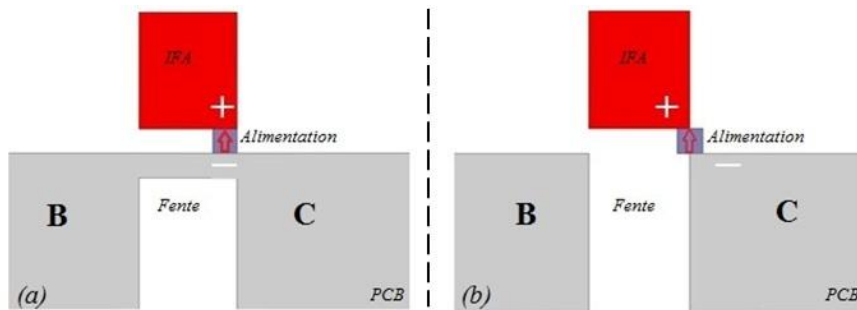 IFA
+
Alimentation
−
B
Fente
C
(a)
PCB
IFA
+
Alimentation
−
B
Fente
C
(b)
PCB